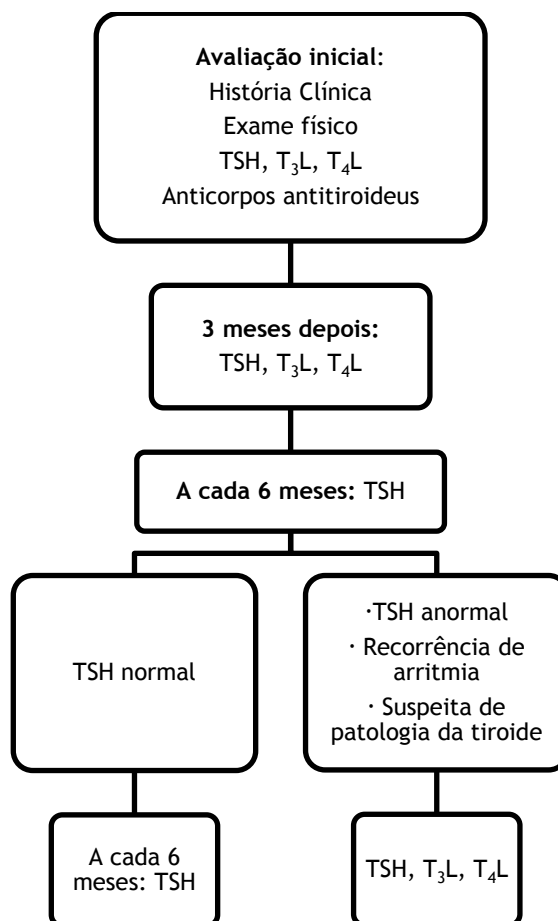 Avaliação inicial:
História Clínica
Exame físico
TSH, T₃L, T₄L
Anticorpos antitiroideus
3 meses depois:
TSH, T₃L, T₄L
A cada 6 meses: TSH
TSH normal
·TSH anormal
· Recorrência de
arritmia
· Suspeita de
patologia da tiroide
A cada 6
meses: TSH
TSH, T₃L, T₄L